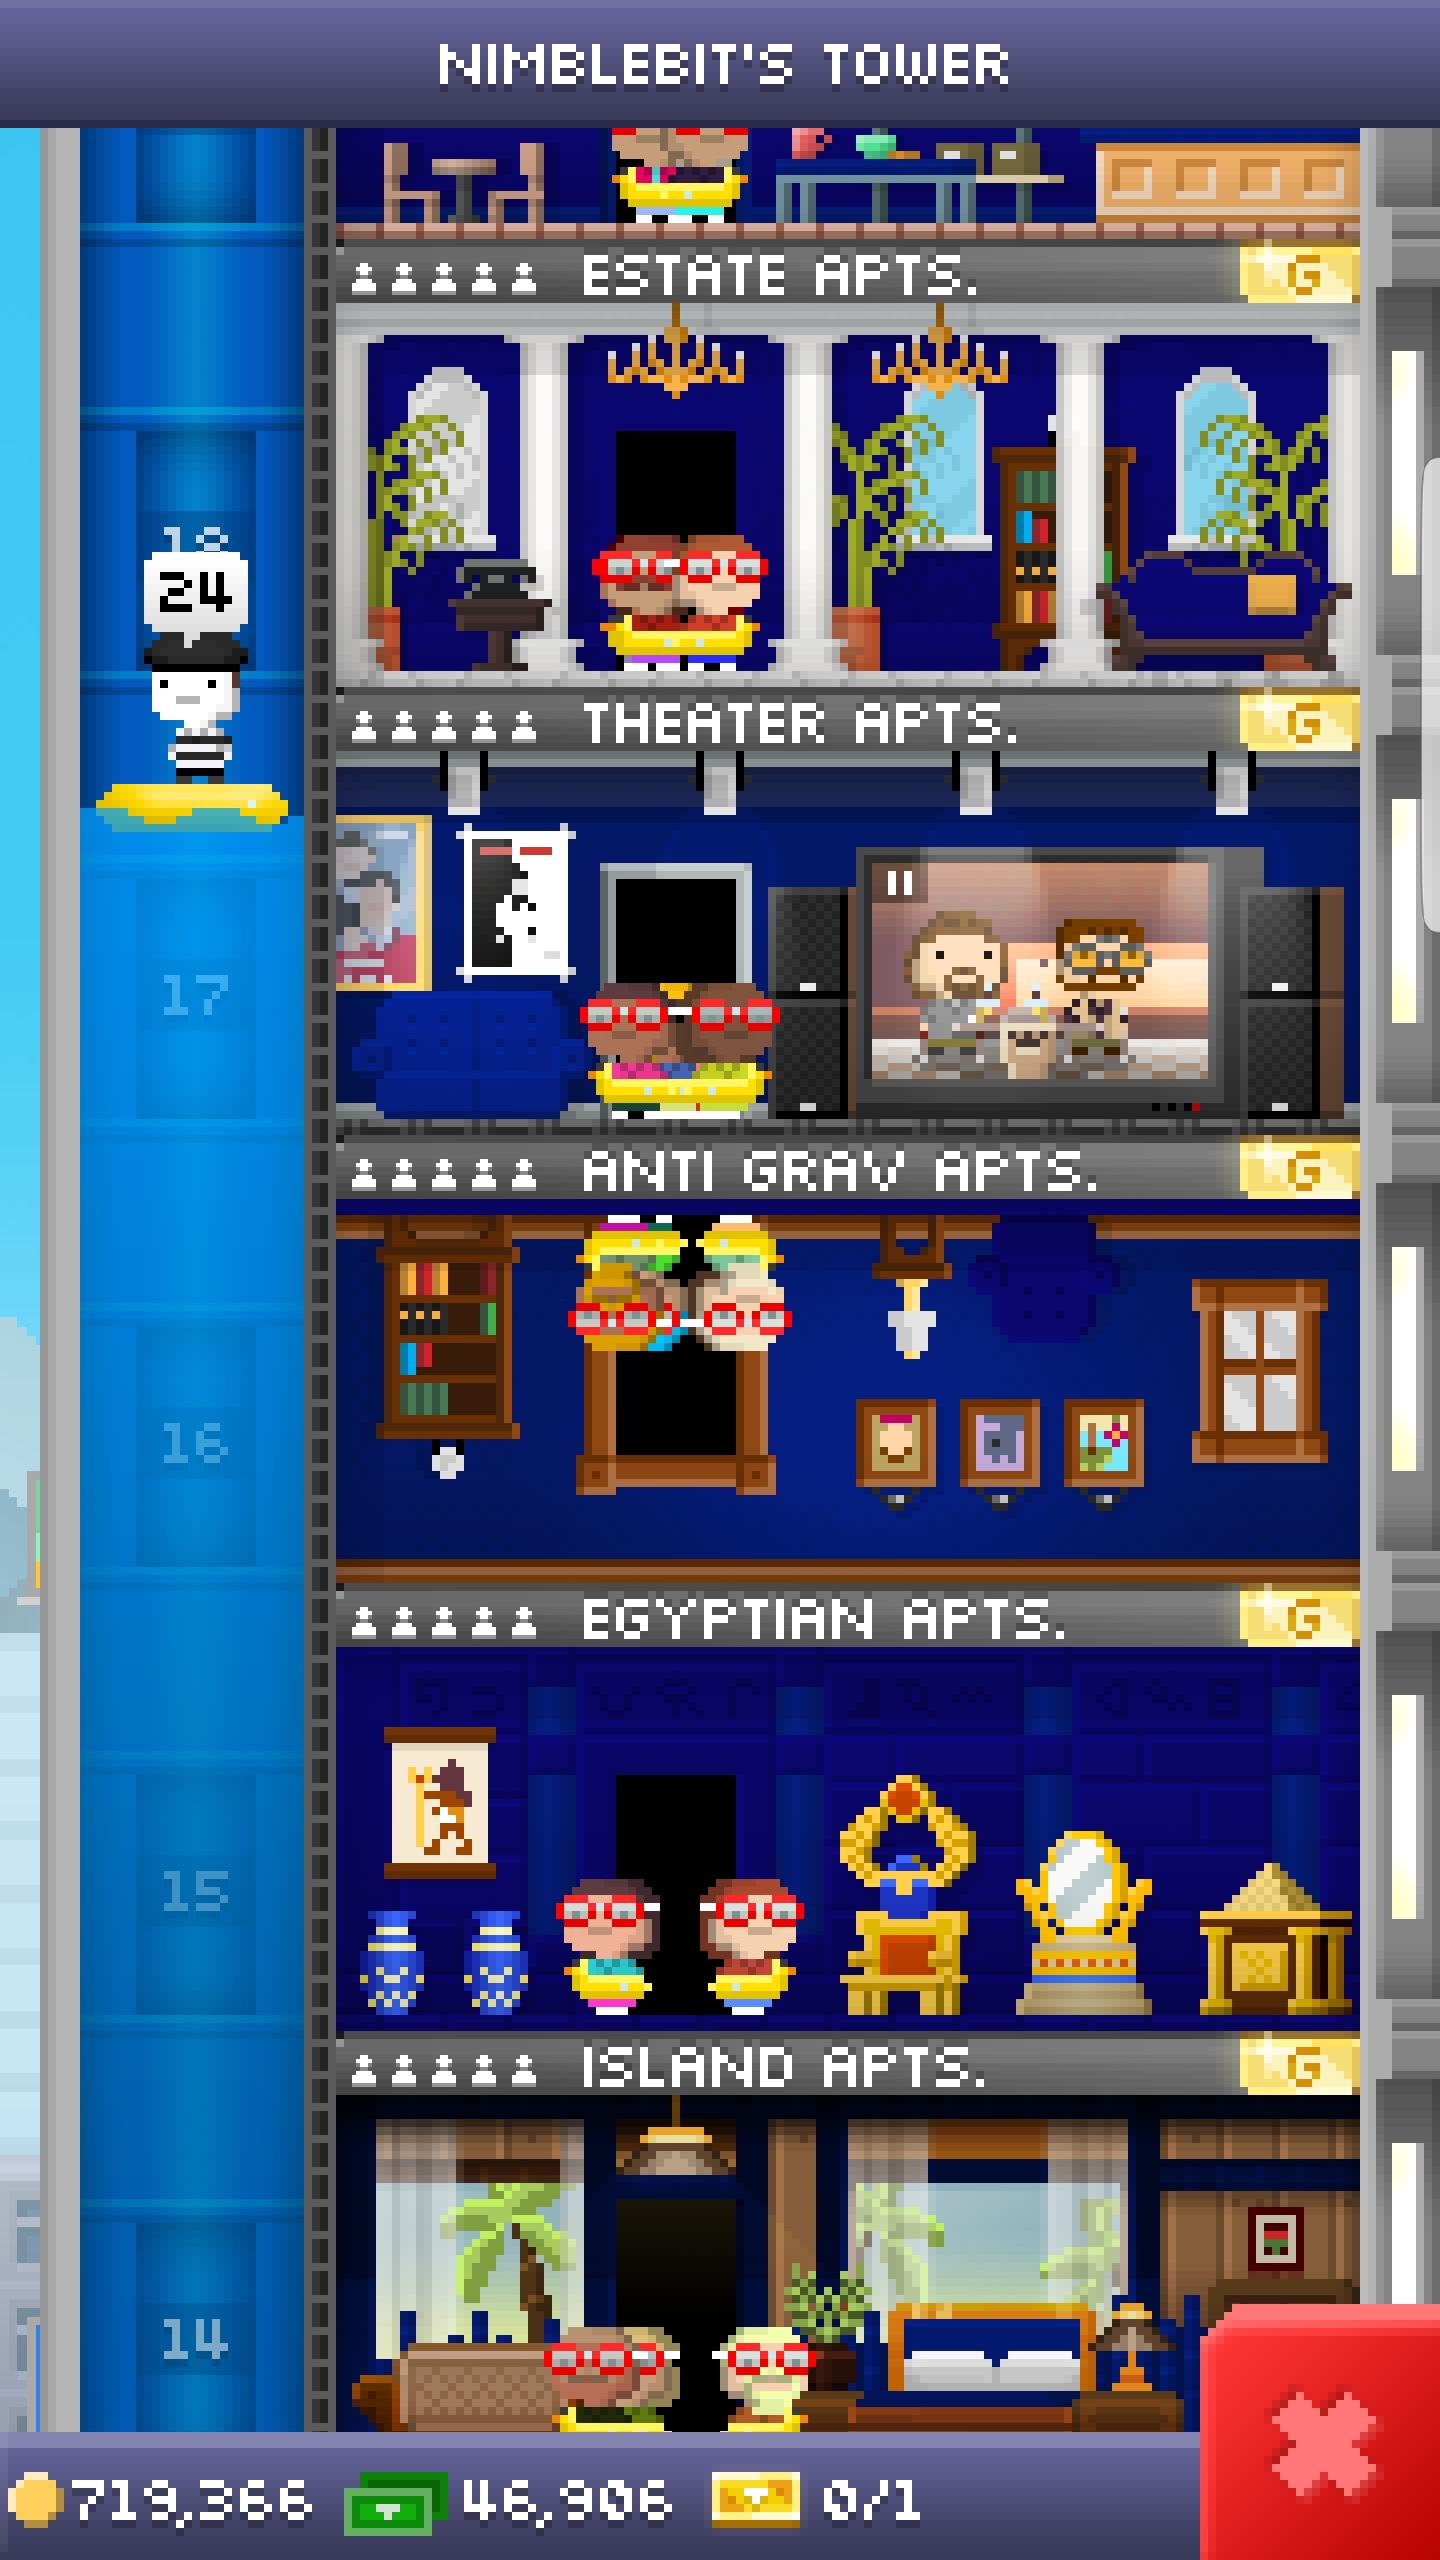 NIMBLEBIT'S TOWER
ESTATE APTS.
G
18
24
THEATER APTS.
G
17
ANTI GRAV APTS.
G
16
EGYPTIAN APTS.
G
15
ISLAND APTS.
G
14
719,366
46,906
0/1